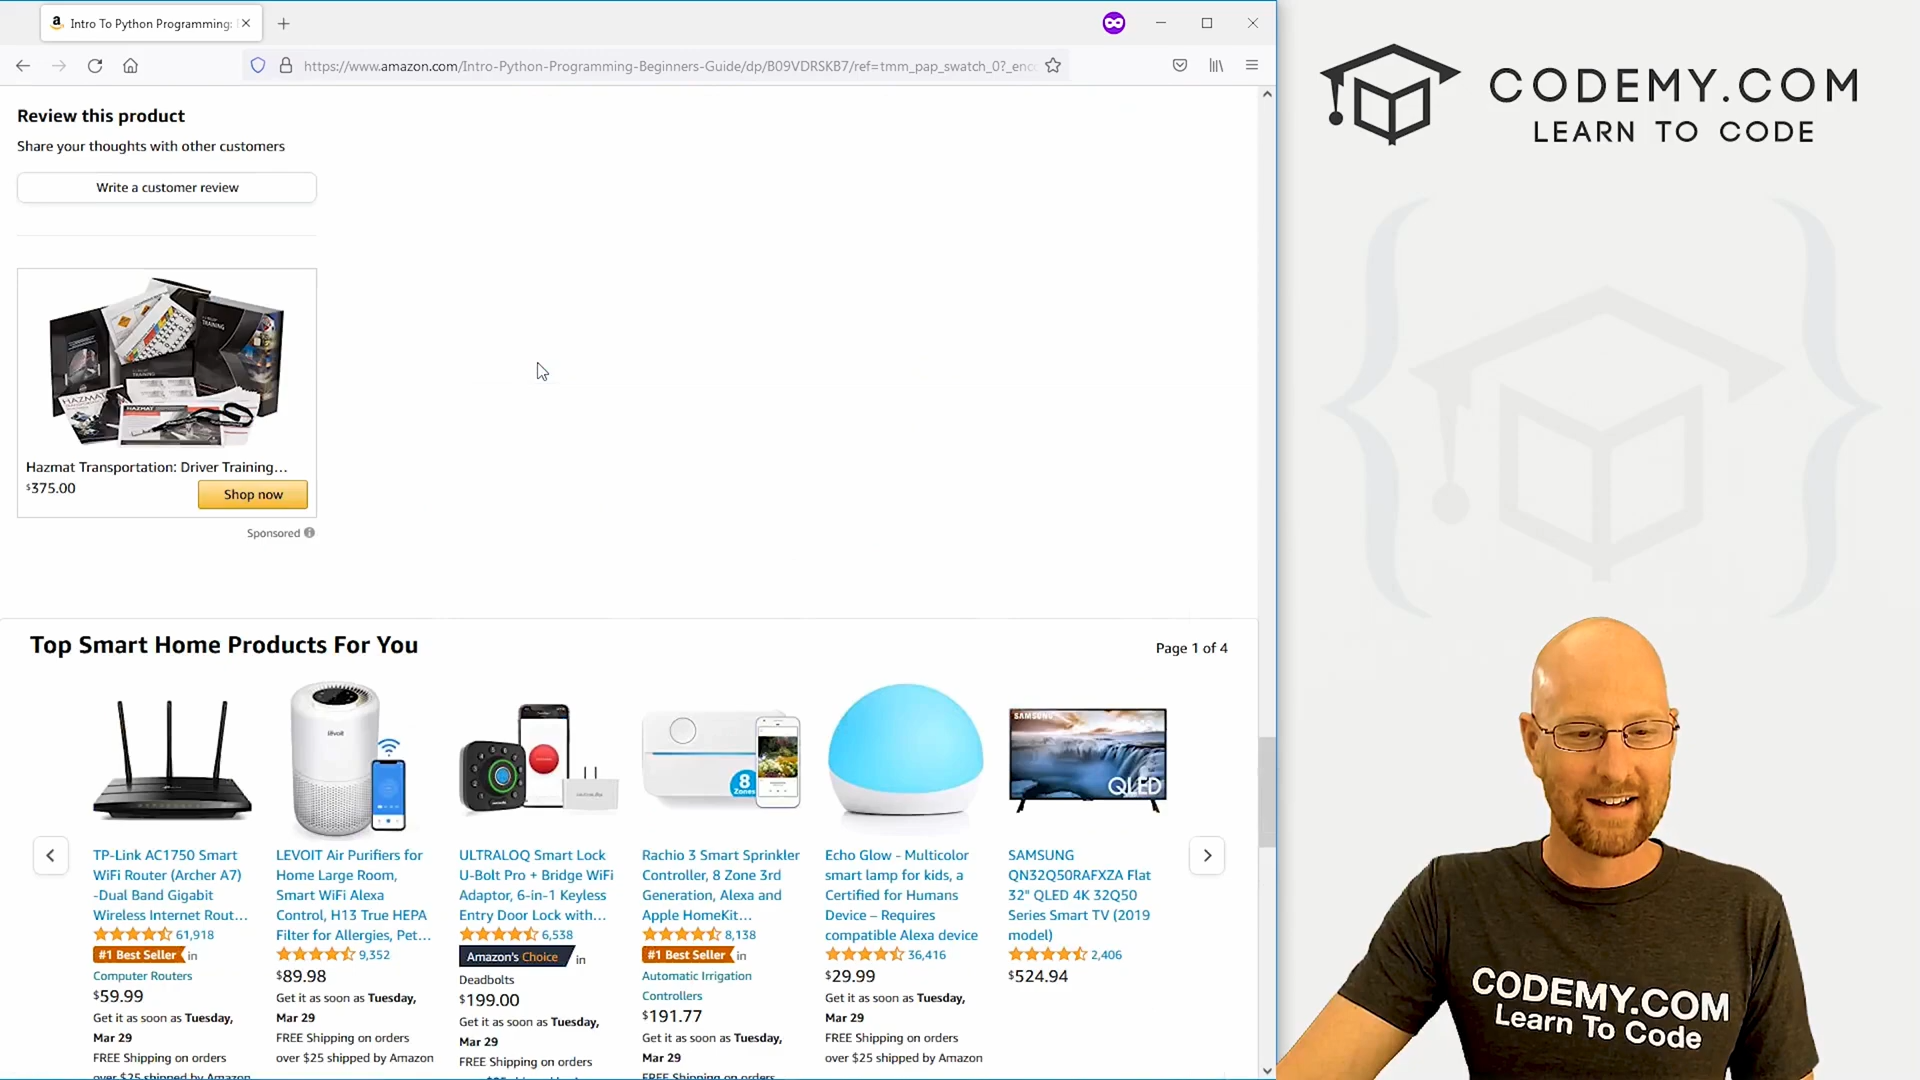 Intro To Python Programming:
https://www.amazon.com/Intro-Python-Programming-Beginners-Guide/dp/B09VDRSKB7/ref=tmm_pap_swatch_0?_enc
CODEMY.COM
LEARN TO CODE
Review this product
Share your thoughts with other customers
Write a customer review
TRAINING
HAZMAT
Hazmat Transportation: Driver Training…
$375.00
Shop now
Sponsored
Top Smart Home Products For You
Page 1 of 4
levoit
8 Zones
SAMSUNG
QLED
TP-Link AC1750 Smart
WiFi Router (Archer A7)
-Dual Band Gigabit
Wireless Internet Rout…
61,918
#1 Best Seller in
Computer Routers
$59.99
Get it as soon as Tuesday,
Mar 29
FREE Shipping on orders
over $25 shipped by Amazon
LEVOIT Air Purifiers for
Home Large Room,
Smart WiFi Alexa
Control, H13 True HEPA
Filter for Allergies, Pet…
9,352
$89.98
Get it as soon as Tuesday,
Mar 29
FREE Shipping on orders
over $25 shipped by Amazon
ULTRALOQ Smart Lock
U-Bolt Pro + Bridge WiFi
Adaptor, 6-in-1 Keyless
Entry Door Lock with…
6,538
Amazon's Choice in
Deadbolts
$199.00
Get it as soon as Tuesday,
Mar 29
FREE Shipping on orders
Rachio 3 Smart Sprinkler
Controller, 8 Zone 3rd
Generation, Alexa and
Apple HomeKit…
8,138
#1 Best Seller in
Automatic Irrigation
Controllers
$191.77
Get it as soon as Tuesday,
Mar 29
FREE Shipping on orders
Echo Glow - Multicolor
smart lamp for kids, a
Certified for Humans
Device – Requires
compatible Alexa device
36,416
$29.99
Get it as soon as Tuesday,
Mar 29
FREE Shipping on orders
over $25 shipped by Amazon
SAMSUNG
QN32Q50RAFXZA Flat
32" QLED 4K 32Q50
Series Smart TV (2019
model)
2,406
$524.94
CODEMY.COM
Learn To Code